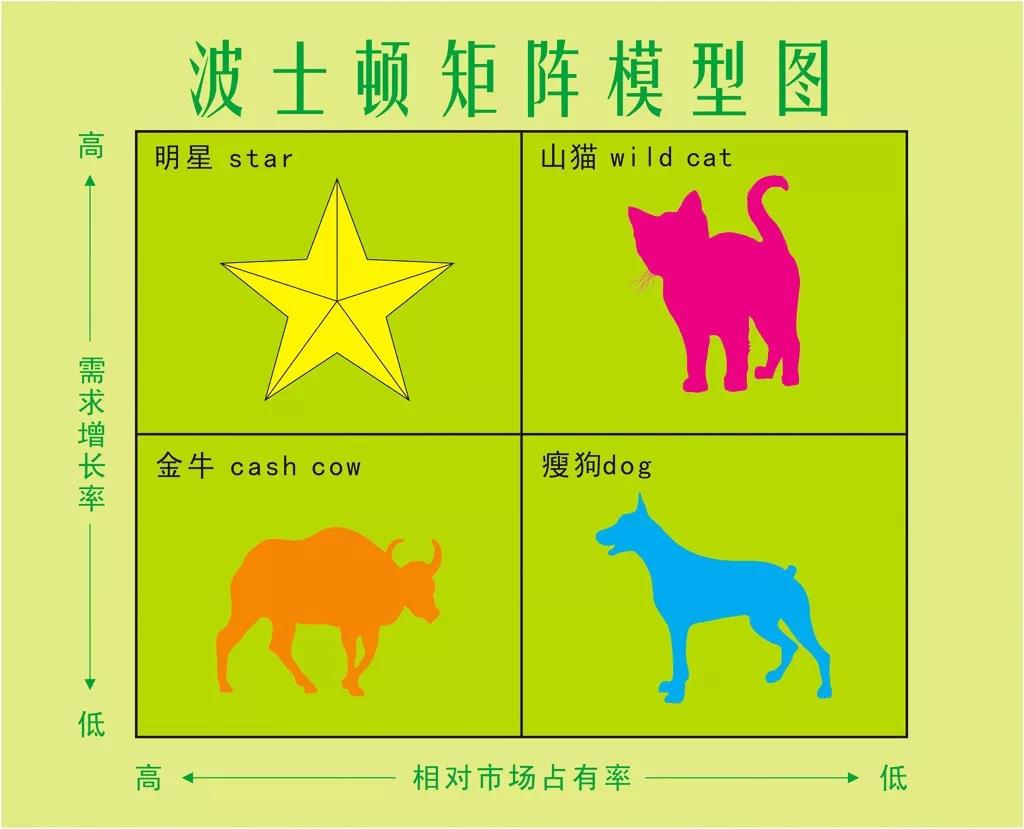 波士顿矩阵模型图
高
明星 star
山猫 wild cat
需求增长率
金牛 cash cow
瘦狗dog
低
高
相对市场占有率
低